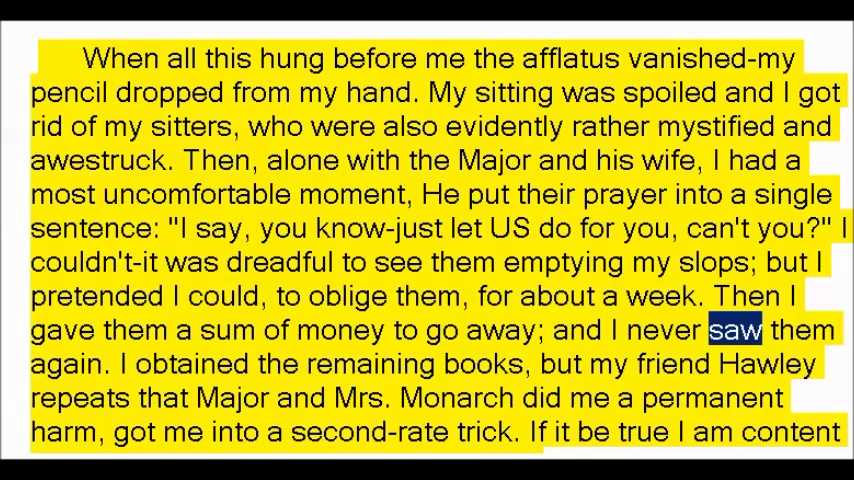 When all this hung before me the afflatus vanished-my
pencil dropped from my hand. My sitting was spoiled and I got
rid of my sitters, who were also evidently rather mystified and
awestruck. Then, alone with the Major and his wife, I had a
most uncomfortable moment, He put their prayer into a single
sentence: "I say, you know-just let US do for you, can't you?" I
couldn't-it was dreadful to see them emptying my slops; but I
pretended I could, to oblige them, for about a week. Then I
gave them a sum of money to go away; and I never saw them
again. I obtained the remaining books, but my friend Hawley
repeats that Major and Mrs. Monarch did me a permanent
harm, got me into a second-rate trick. If it be true I am content